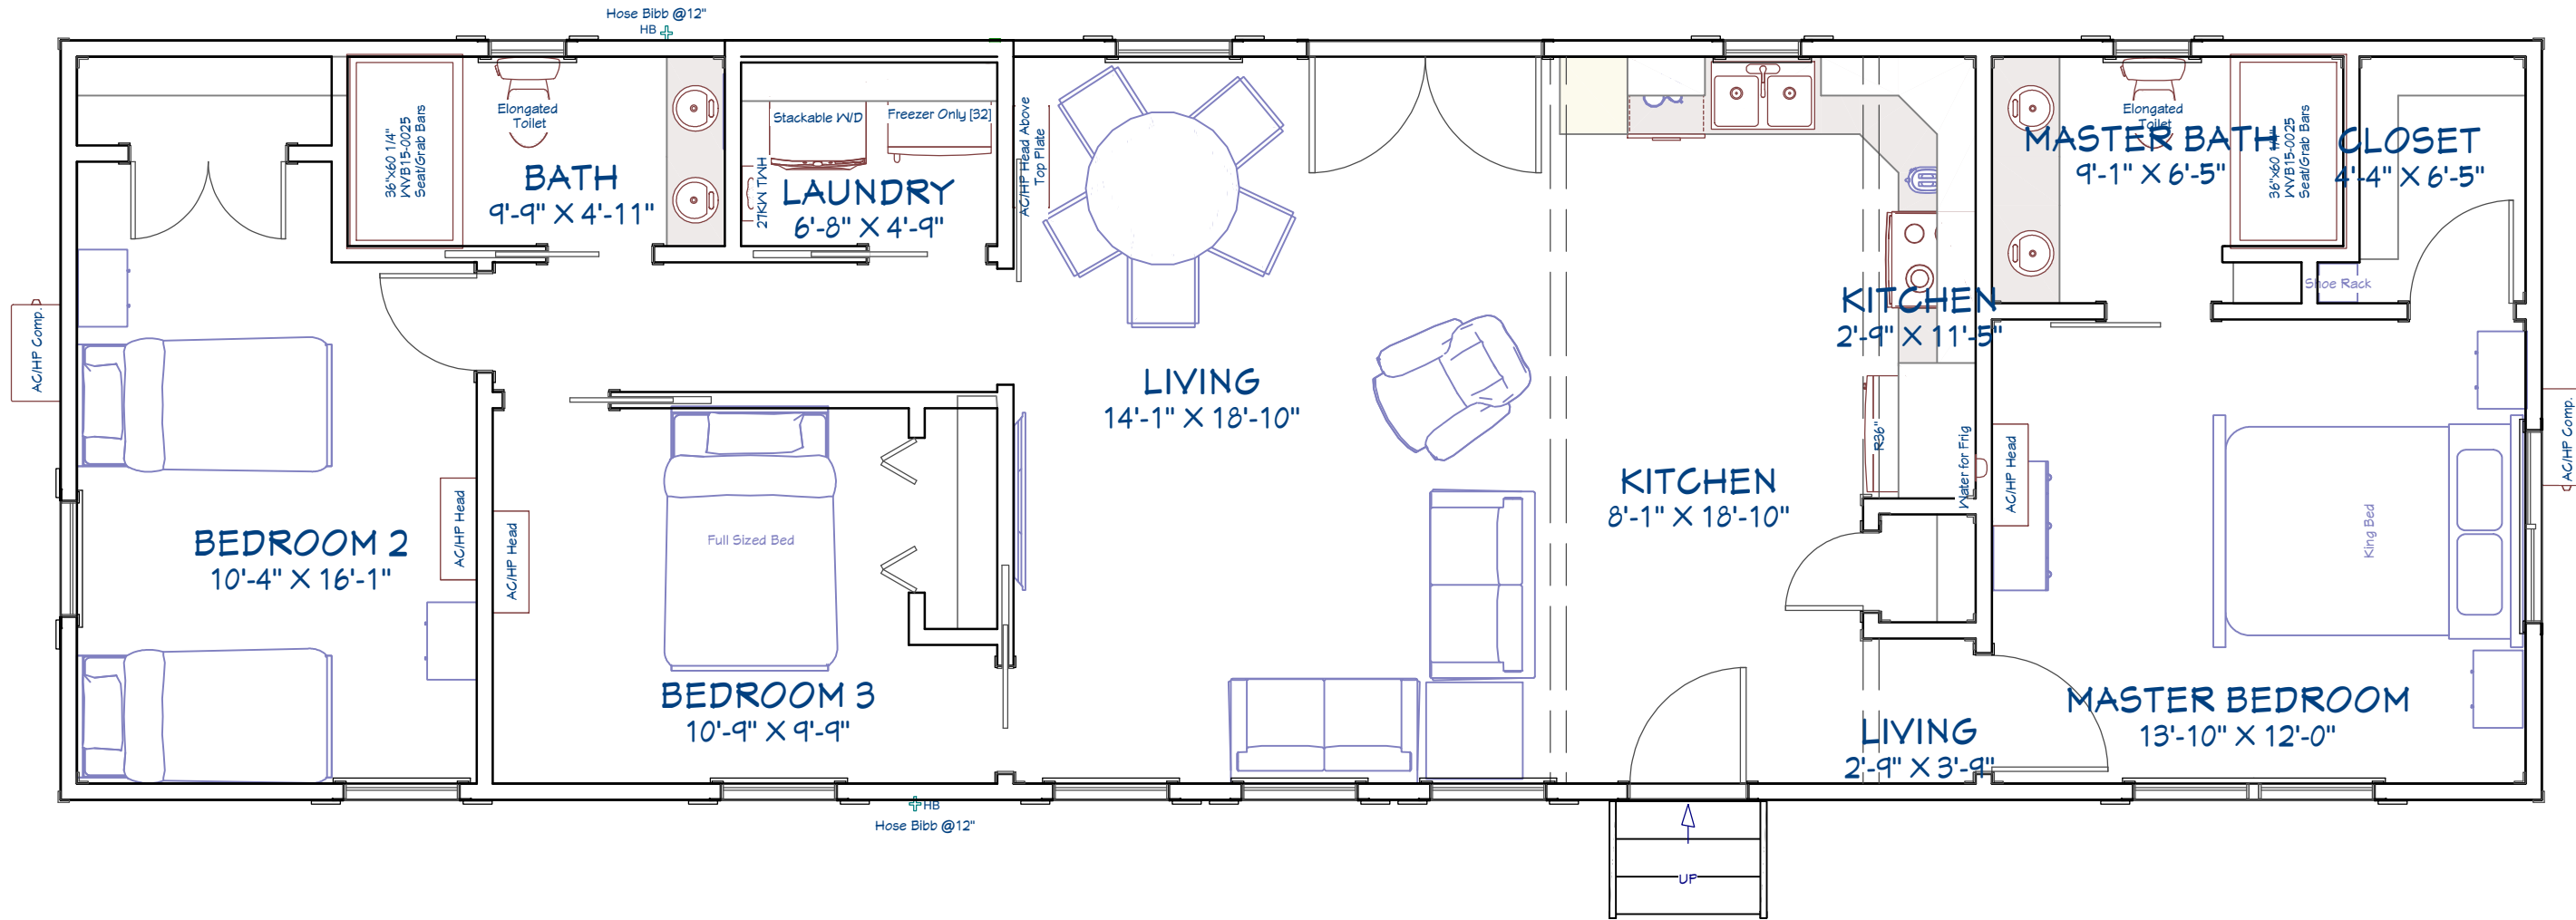 Hose Bibb @12"
HB
36"x60 1/4"
WVB15-0025
Seat/Grab Bars
Elongated
Toilet
BATH
9'-9" X 4'-11"
Stackable W/D
Freezer Only [32]
27KW TWH
LAUNDRY
6'-8" X 4'-9"
AC/HP Head Above
Top Plate
Elongated
Toilet
MASTER BATH
9'-1" X 6'-5"
36"x60 1/4"
WVB15-0025
Seat/Grab Bars
CLOSET
4'-4" X 6'-5"
Shoe Rack
AC/HP Comp.
KITCHEN
2'-9" X 11'-5"
LIVING
14'-1" X 18'-10"
R36"
Water for Frig
AC/HP Head
AC/HP Comp.
KITCHEN
8'-1" X 18'-10"
King Bed
BEDROOM 2
10'-4" X 16'-1"
AC/HP Head
AC/HP Head
Full Sized Bed
BEDROOM 3
10'-9" X 9'-9"
MASTER BEDROOM
13'-10" X 12'-0"
LIVING
2'-9" X 3'-9"
HB
Hose Bibb @12"
UP